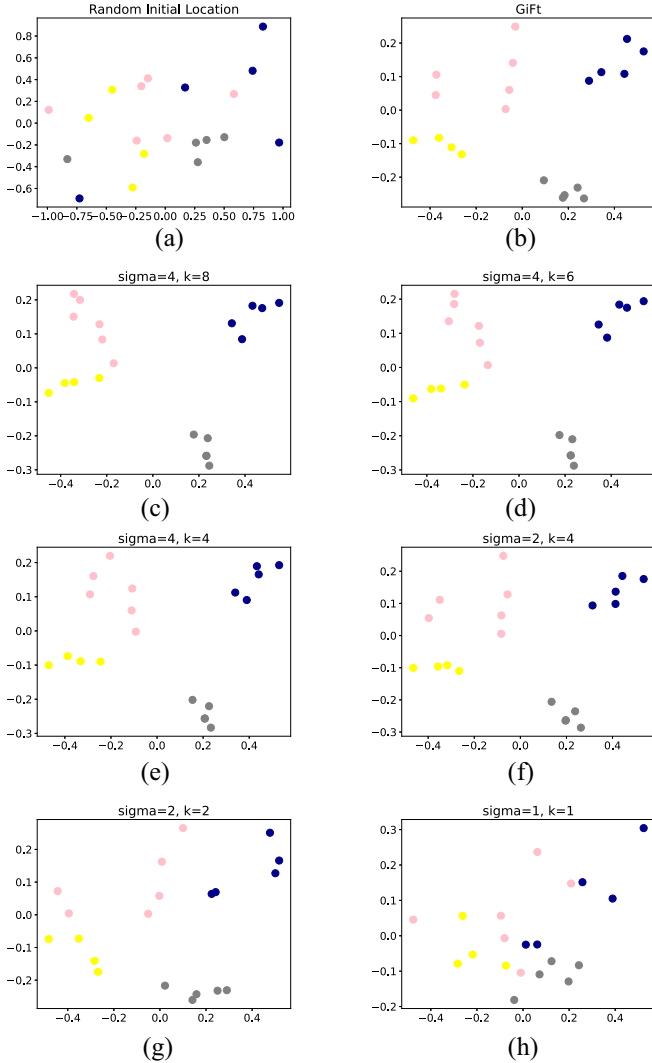 Random Initial Location
0.8
0.6
0.4
0.2
0.0
−0.2
−0.4
−0.6
−1.00 −0.75 −0.50 −0.25 0.00 0.25 0.50 0.75 1.00
(a)
GiFt
0.2
0.1
0.0
−0.1
−0.2
−0.4 −0.2 0.0 0.2 0.4
(b)
sigma=4, k=8
0.2
0.1
0.0
−0.1
−0.2
−0.3
−0.4 −0.2 0.0 0.2 0.4
(c)
sigma=4, k=6
0.2
0.1
0.0
−0.1
−0.2
−0.3
−0.4 −0.2 0.0 0.2 0.4
(d)
sigma=4, k=4
0.2
0.1
0.0
−0.1
−0.2
−0.3
−0.4 −0.2 0.0 0.2 0.4
(e)
sigma=2, k=4
0.2
0.1
0.0
−0.1
−0.2
−0.3
−0.4 −0.2 0.0 0.2 0.4
(f)
sigma=2, k=2
0.2
0.1
0.0
−0.1
−0.2
−0.4 −0.2 0.0 0.2 0.4
(g)
sigma=1, k=1
0.3
0.2
0.1
0.0
−0.1
−0.2
−0.4 −0.2 0.0 0.2 0.4
(h)